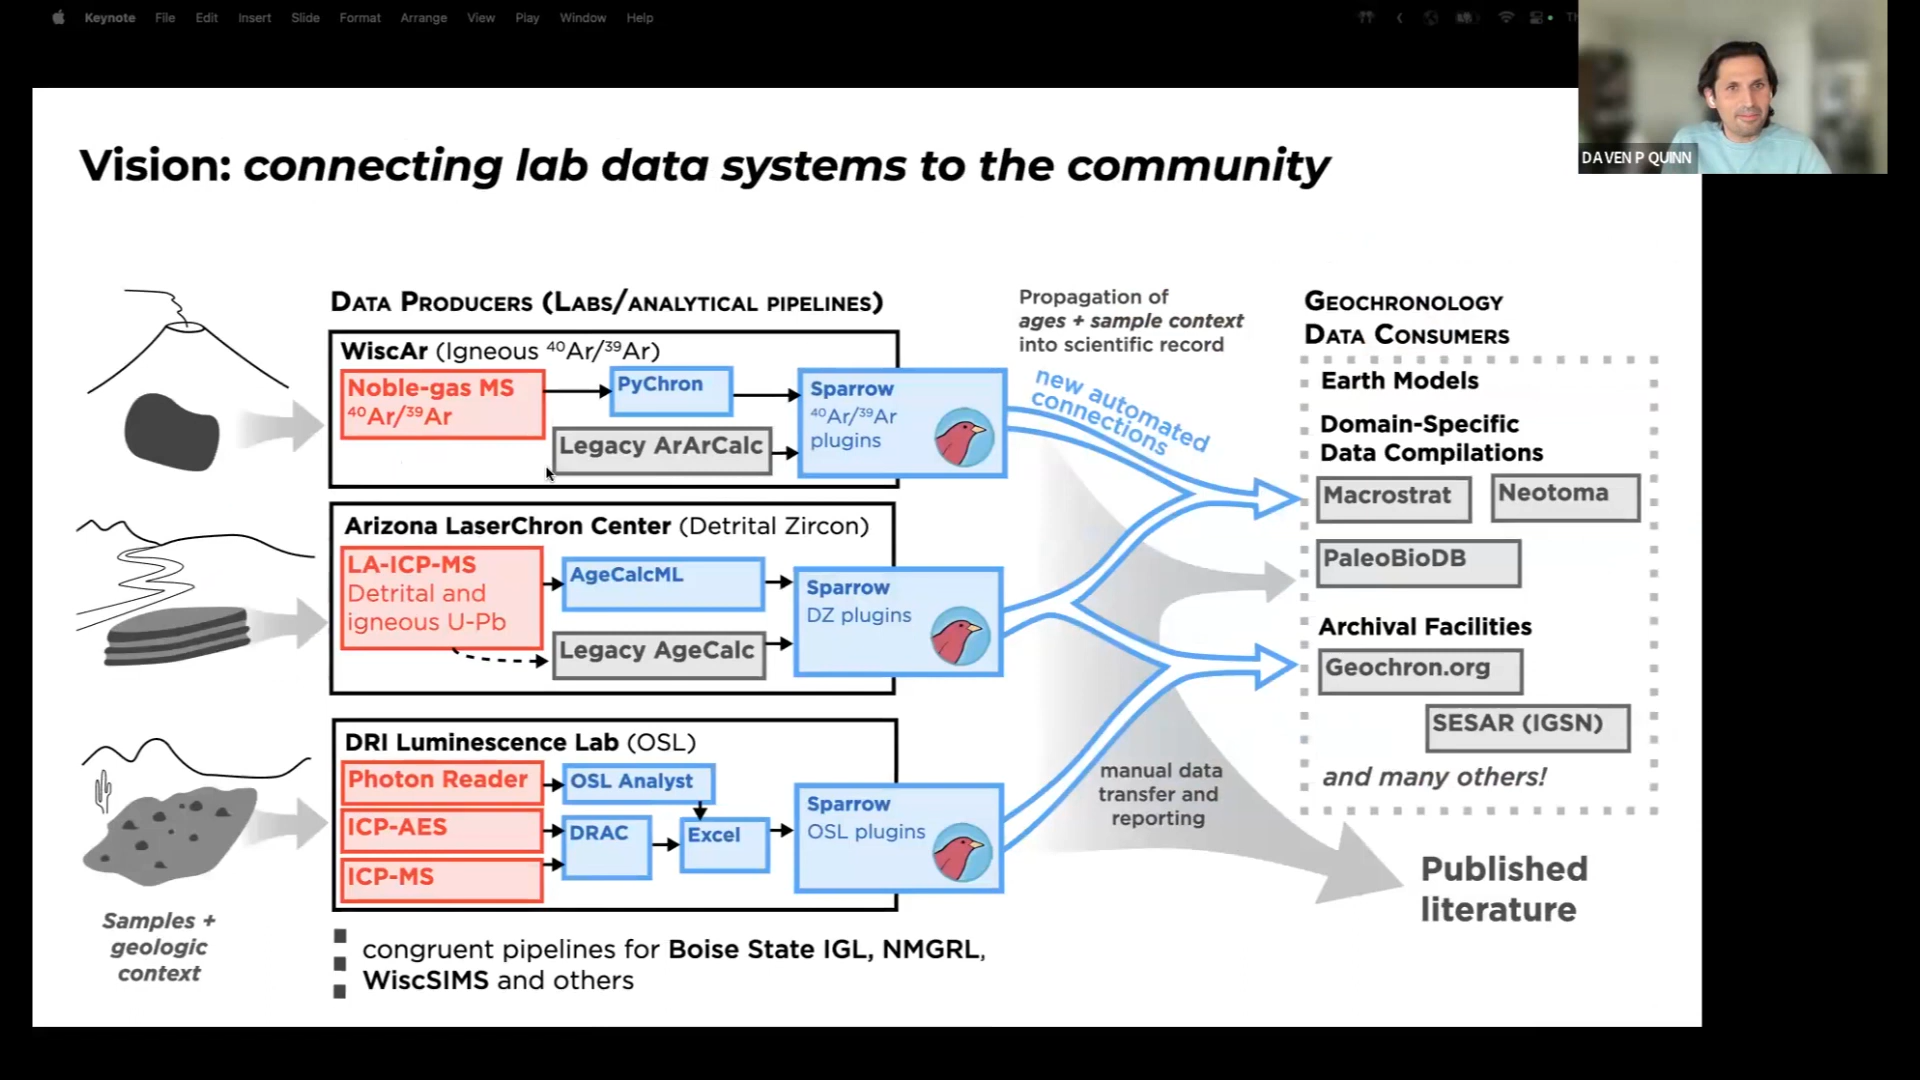 Keynote File Edit Insert Slide Format Arrange View Play Window Help
DAVEN P QUINN
Vision: connecting lab data systems to the community
DATA PRODUCERS (LABS/ANALYTICAL PIPELINES)
WiscAr (Igneous ⁴⁰Ar/³⁹Ar)
Noble-gas MS
⁴⁰Ar/³⁹Ar
PyChron
Legacy ArArCalc
Sparrow
⁴⁰Ar/³⁹Ar
plugins
Arizona LaserChron Center (Detrital Zircon)
LA-ICP-MS
Detrital and
igneous U-Pb
AgeCalcML
Legacy AgeCalc
Sparrow
DZ plugins
DRI Luminescence Lab (OSL)
Photon Reader
ICP-AES
ICP-MS
OSL Analyst
DRAC
Excel
Sparrow
OSL plugins
Samples +
geologic
context
congruent pipelines for Boise State IGL, NMGRL,
WiscSIMS and others
Propagation of
ages + sample context
into scientific record
new automated
connections
manual data
transfer and
reporting
GEOCHRONOLOGY
DATA CONSUMERS
Earth Models
Domain-Specific
Data Compilations
Macrostrat
Neotoma
PaleoBioDB
Archival Facilities
Geochron.org
SESAR (IGSN)
and many others!
Published
literature